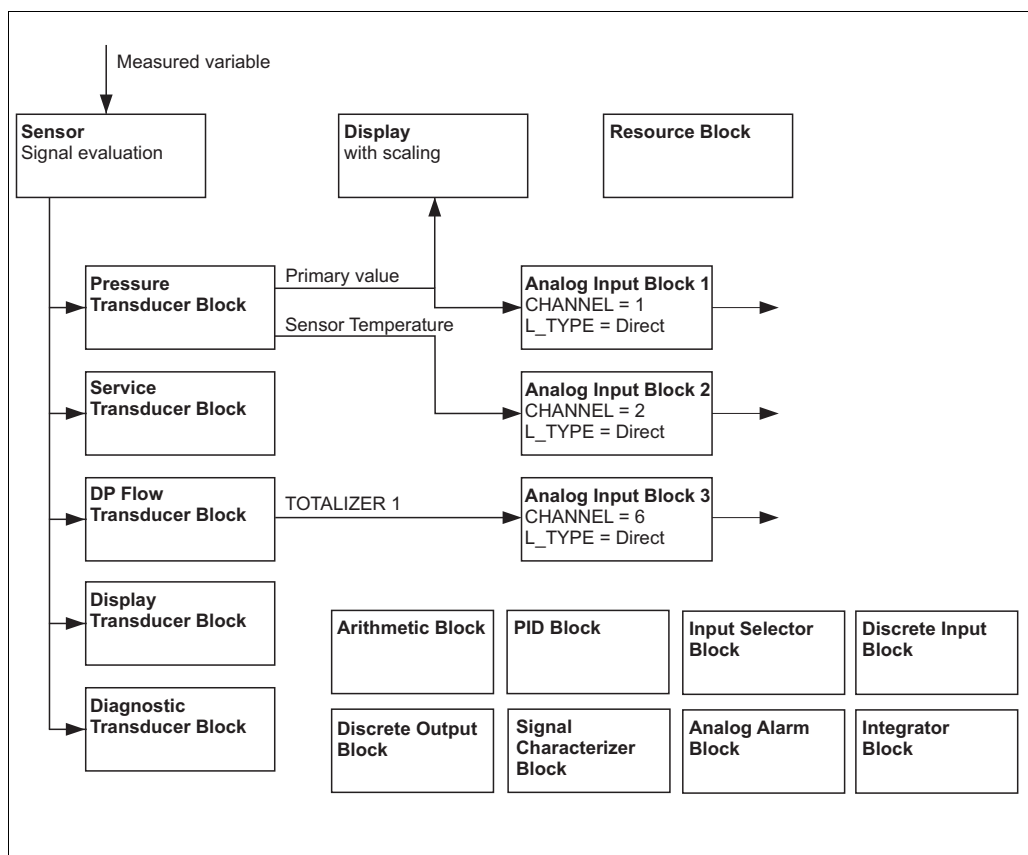 Measured variable
Sensor
Signal evaluation
Display
with scaling
Resource Block
Pressure
Transducer Block
Primary value
Sensor Temperature
Analog Input Block 1
CHANNEL = 1
L_TYPE = Direct
Service
Transducer Block
Analog Input Block 2
CHANNEL = 2
L_TYPE = Direct
DP Flow
Transducer Block
TOTALIZER 1
Analog Input Block 3
CHANNEL = 6
L_TYPE = Direct
Display
Transducer Block
Arithmetic Block
PID Block
Input Selector
Block
Discrete Input
Block
Diagnostic
Transducer Block
Discrete Output
Block
Signal
Characterizer
Block
Analog Alarm
Block
Integrator
Block